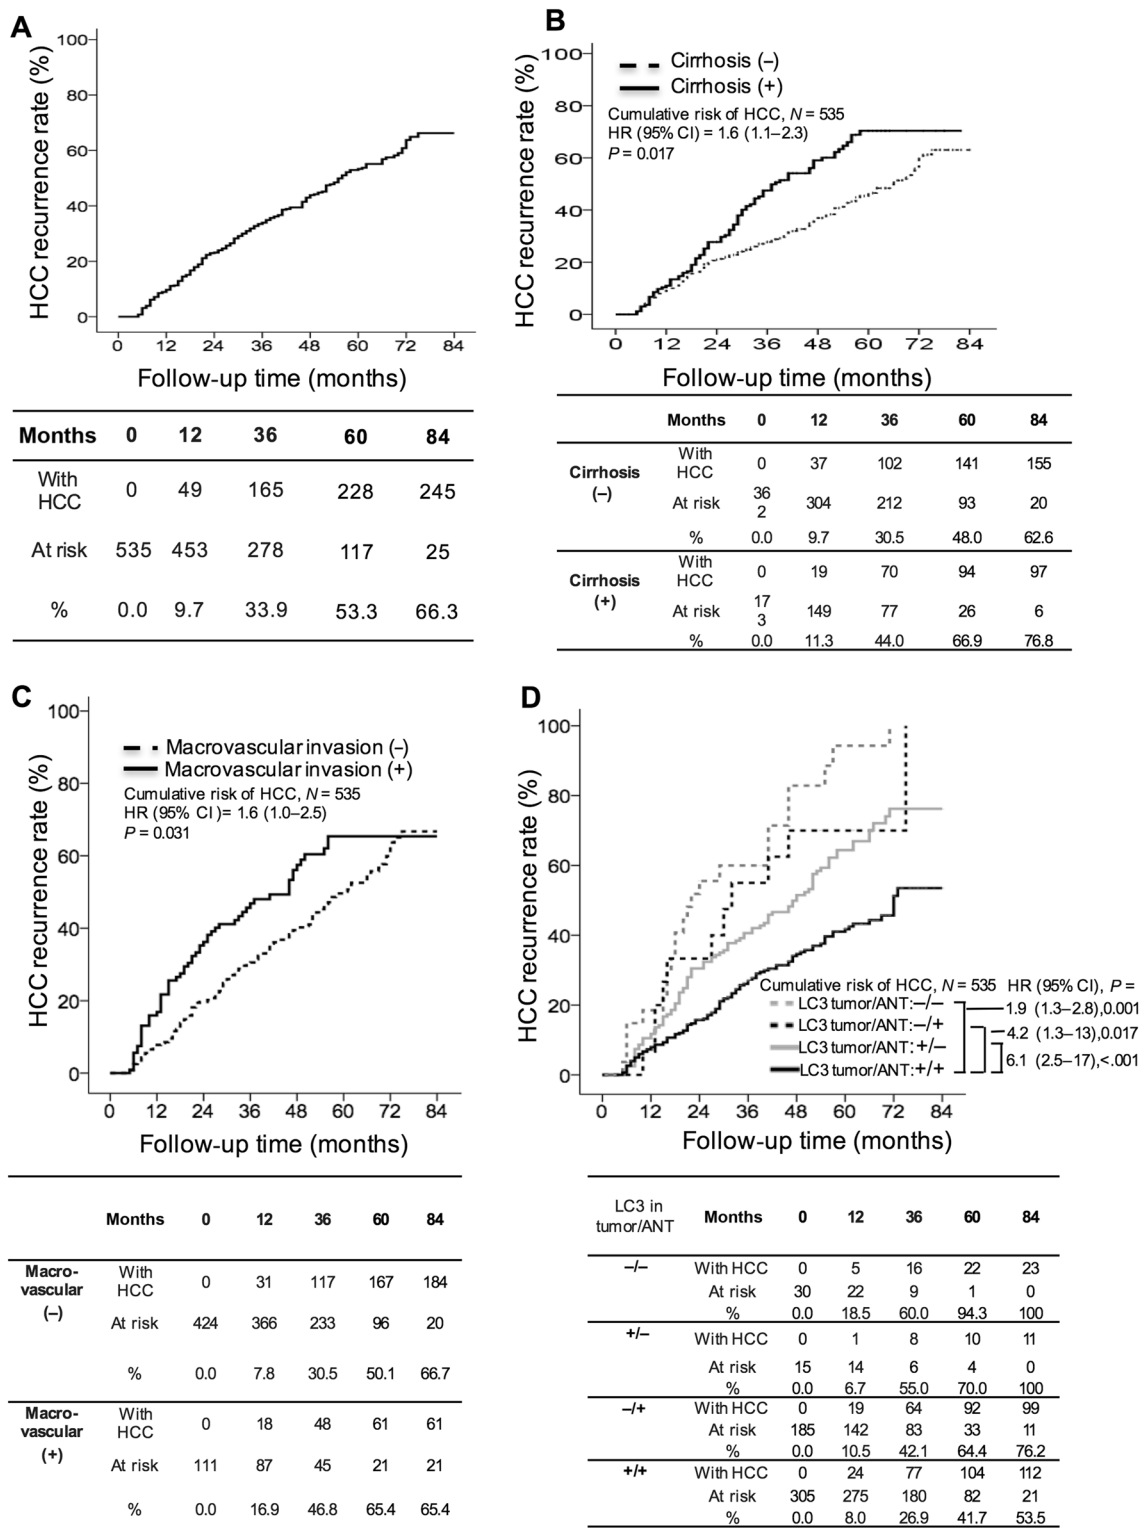 A
HCC recurrence rate (%)
100
80
60
40
20
0
0 12 24 36 48 60 72 84
Follow-up time (months)
Months 0 12 36 60 84
With HCC 0 49 165 228 245
At risk 535 453 278 117 25
% 0.0 9.7 33.9 53.3 66.3
B
HCC recurrence rate (%)
100
80
60
40
20
0
Cirrhosis (–)
Cirrhosis (+)
Cumulative risk of HCC, N = 535
HR (95% CI) = 1.6 (1.1–2.3)
P = 0.017
0 12 24 36 48 60 72 84
Follow-up time (months)
Months 0 12 36 60 84
Cirrhosis (–)
With HCC 0 37 102 141 155
At risk 362 304 212 93 20
% 0.0 9.7 30.5 48.0 62.6
Cirrhosis (+)
With HCC 0 19 70 94 97
At risk 173 149 77 26 6
% 0.0 11.3 44.0 66.9 76.8
C
HCC recurrence rate (%)
100
80
60
40
20
0
Macrovascular invasion (–)
Macrovascular invasion (+)
Cumulative risk of HCC, N = 535
HR (95% CI )= 1.6 (1.0–2.5)
P = 0.031
0 12 24 36 48 60 72 84
Follow-up time (months)
Months 0 12 36 60 84
Macro-vascular (–)
With HCC 0 31 117 167 184
At risk 424 366 233 96 20
% 0.0 7.8 30.5 50.1 66.7
Macro-vascular (+)
With HCC 0 18 48 61 61
At risk 111 87 45 21 21
% 0.0 16.9 46.8 65.4 65.4
D
HCC recurrence rate (%)
100
80
60
40
20
0
Cumulative risk of HCC, N = 535 HR (95% CI), P =
LC3 tumor/ANT:–/–
LC3 tumor/ANT:–/+
LC3 tumor/ANT:+/–
LC3 tumor/ANT:+/+
1.9 (1.3–2.8),0.001
4.2 (1.3–13),0.017
6.1 (2.5–17),<.001
0 12 24 36 48 60 72 84
Follow-up time (months)
LC3 in tumor/ANT Months 0 12 36 60 84
–/– With HCC 0 5 16 22 23
At risk 30 22 9 1 0
% 0.0 18.5 60.0 94.3 100
+/– With HCC 0 1 8 10 11
At risk 15 14 6 4 0
% 0.0 6.7 55.0 70.0 100
–/+ With HCC 0 19 64 92 99
At risk 185 142 83 33 11
% 0.0 10.5 42.1 64.4 76.2
+/+ With HCC 0 24 77 104 112
At risk 305 275 180 82 21
% 0.0 8.0 26.9 41.7 53.5